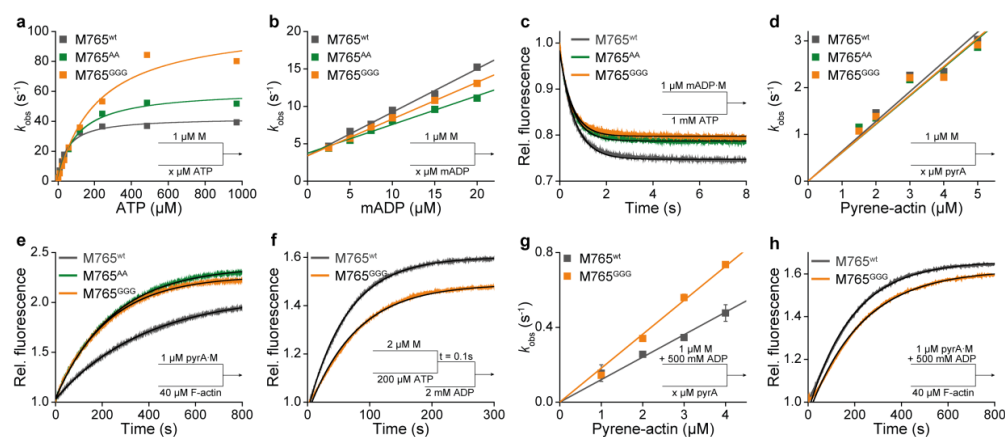 a
k_obs (s⁻¹)
100
80
60
40
20
0
M765^wt
M765^AA
M765^GGG
1 µM M
x µM ATP
0 200 400 600 800 1000
ATP (µM)
b
k_obs (s⁻¹)
25
20
15
10
5
0
M765^wt
M765^AA
M765^GGG
1 µM M
x µM mADP
0 5 10 15 20
mADP (µM)
c
Rel. fluorescence
1.0
0.9
0.8
0.7
M765^wt
M765^AA
M765^GGG
1 µM mADP·M
1 mM ATP
0 2 4 6 8
Time (s)
d
k_obs (s⁻¹)
3
2
1
0
M765^wt
M765^AA
M765^GGG
1 µM M
x µM pyrA
0 1 2 3 4 5
Pyrene-actin (µM)
e
Rel. fluorescence
2.5
2.0
1.5
1.0
M765^wt
M765^AA
M765^GGG
1 µM pyrA·M
40 µM F-actin
0 200 400 600 800
Time (s)
f
Rel. fluorescence
1.6
1.4
1.2
1.0
M765^wt
M765^GGG
2 µM M
t = 0.1s
200 µM ATP
2 mM ADP
0 100 200 300
Time (s)
g
k_obs (s⁻¹)
0.8
0.4
0.0
M765^wt
M765^GGG
1 µM M
+ 500 mM ADP
x µM pyrA
0 1 2 3 4
Pyrene-actin (µM)
h
Rel. fluorescence
1.6
1.4
1.2
1.0
M765^wt
M765^GGG
1 µM pyrA·M
+ 500 mM ADP
40 µM F-actin
0 200 400 600 800
Time (s)